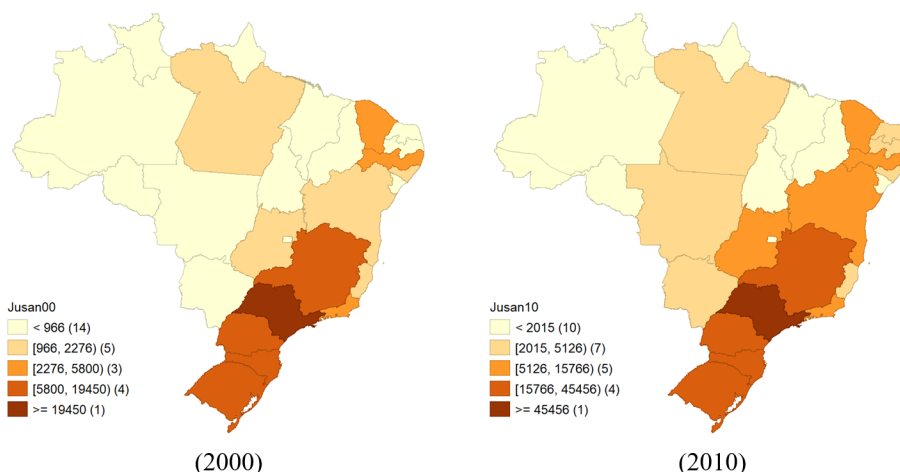 Jusan00
< 966 (14)
[966, 2276) (5)
[2276, 5800) (3)
[5800, 19450) (4)
>= 19450 (1)
(2000)
Jusan10
< 2015 (10)
[2015, 5126) (7)
[5126, 15766) (5)
[15766, 45456) (4)
>= 45456 (1)
(2010)